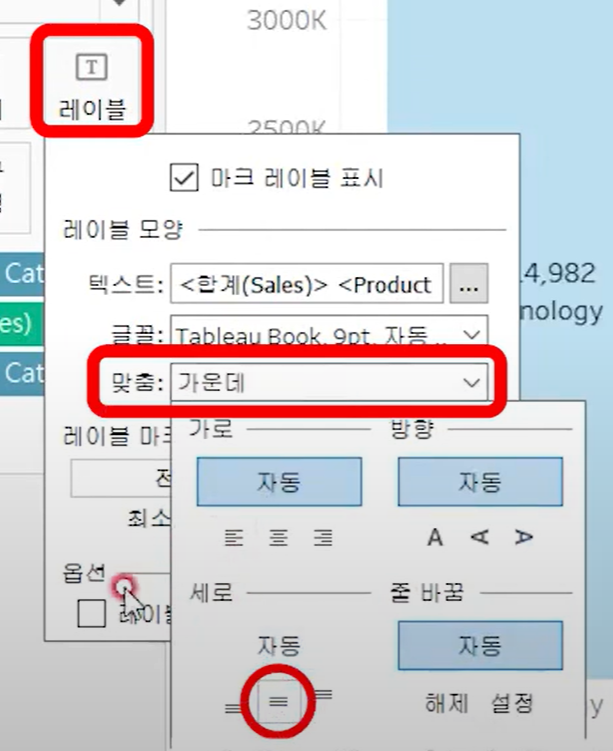 3000K
레이블
2500K
마크 레이블 표시
레이블 모양
Cat
텍스트: <합계(Sales)> <Product ...
4,982
nology
es)
글꼴: Tableau Book, 9pt, 자동 ..
Cat
맞춤: 가운데
레이블 마
가로 방향
자동 자동
최소
A A A
옵션
세로 줄 바꿈
레이블
자동 자동
해제 설정
y